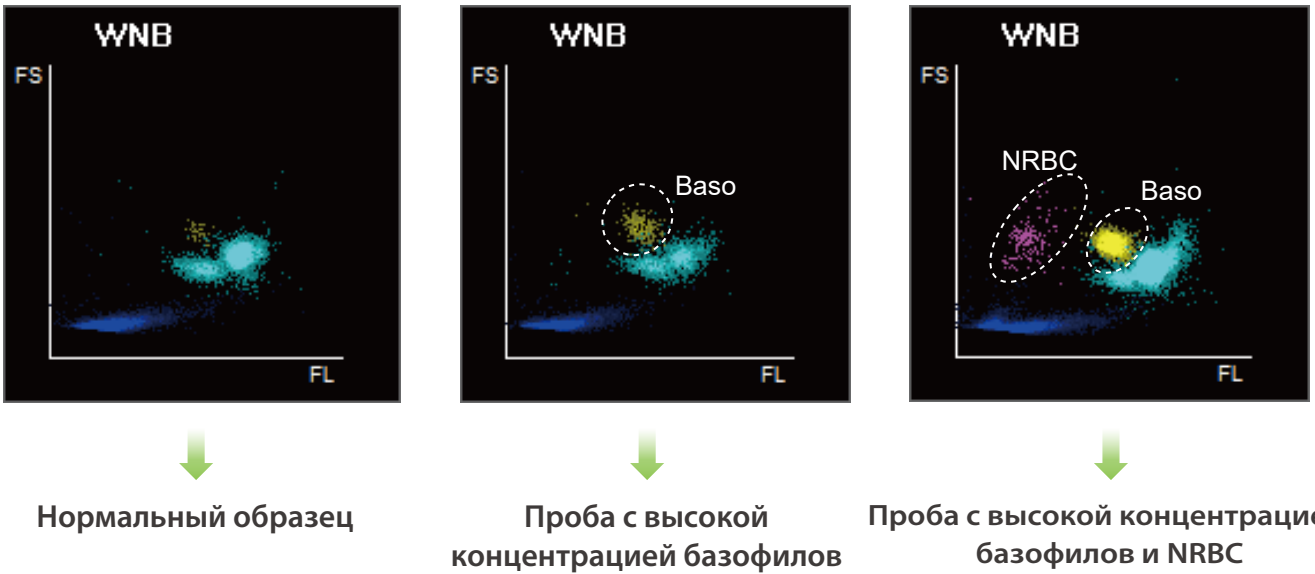 WNB
FS
FL
Нормальный образец
WNB
FS
Baso
FL
Проба с высокой
концентрацией базофилов
WNB
FS
NRBC
Baso
FL
Проба с высокой концентрацие
базофилов и NRBC